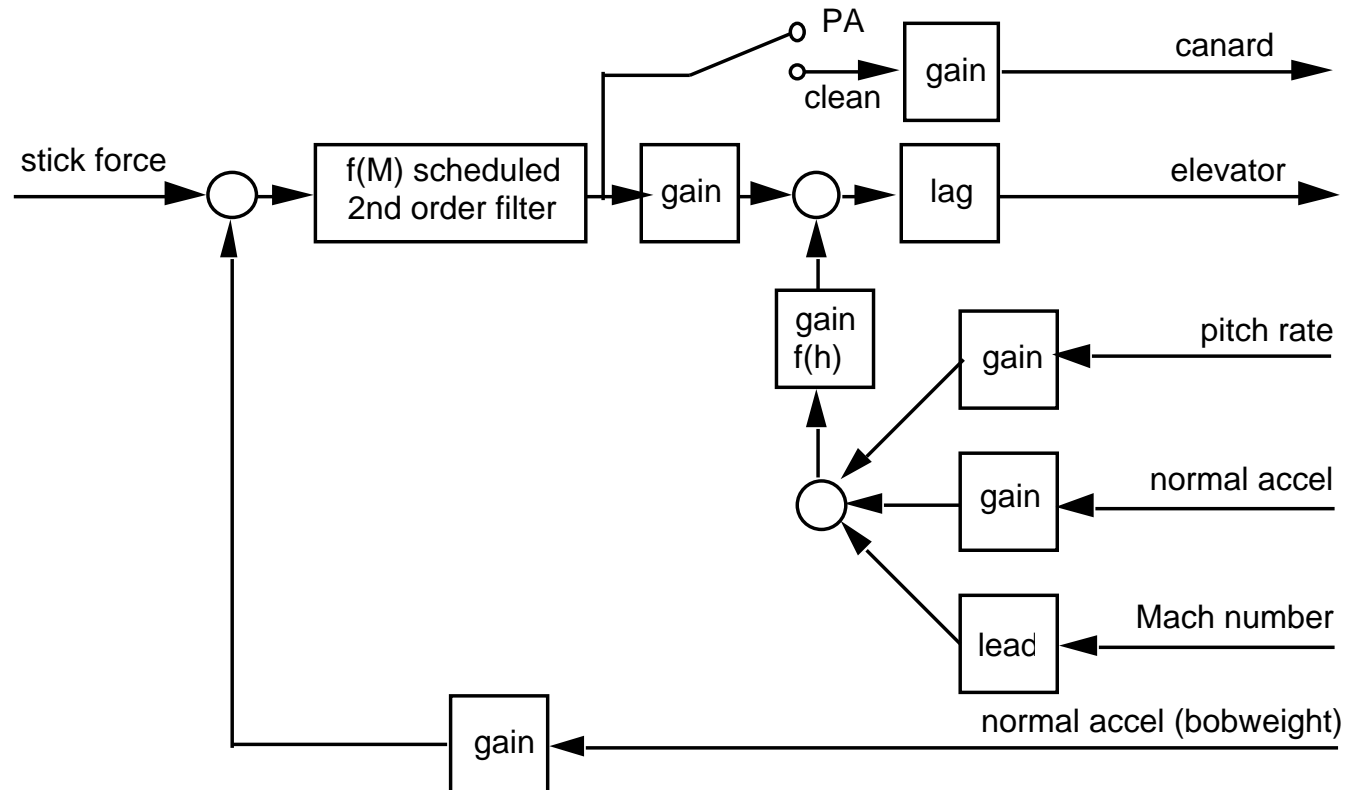 PA
canard
gain
clean
stick force
f(M) scheduled
2nd order filter
gain
lag
elevator
gain
f(h)
pitch rate
gain
normal accel
gain
Mach number
lead
normal accel (bobweight)
gain